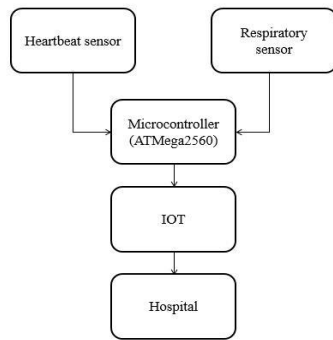 Heartbeat sensor
Respiratory
sensor
Microcontroller
(ATMega2560)
IOT
Hospital